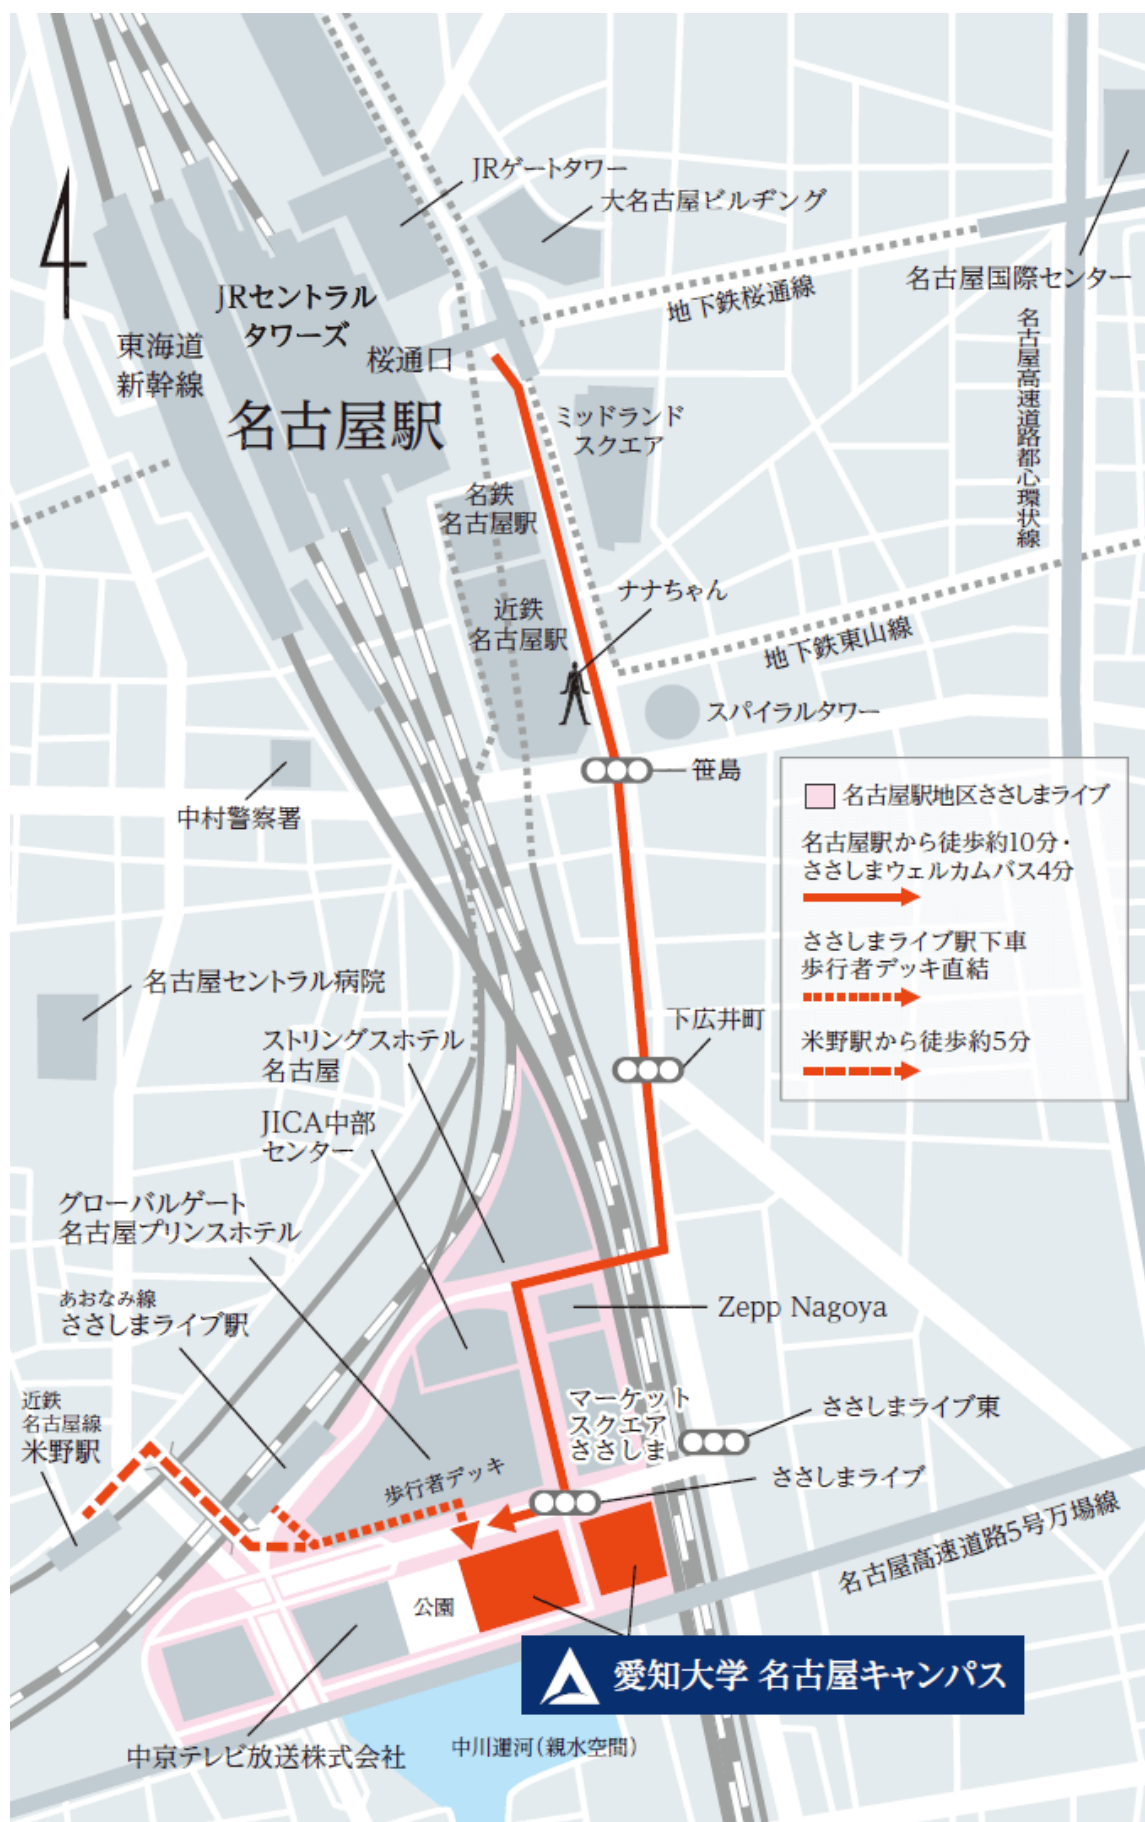 JRゲートタワー
大名古屋ビルヂング
名古屋国際センター
地下鉄桜通線
JRセントラル
タワーズ
東海道
新幹線
桜通口
名古屋駅
名古屋高速道路都心環状線
ミッドランド
スクエア
名鉄
名古屋駅
ナナちゃん
近鉄
名古屋駅
地下鉄東山線
スパイラルタワー
笹島
中村警察署
名古屋駅地区ささしまライブ
名古屋駅から徒歩約10分・
ささしまウェルカムバス4分
ささしまライブ駅下車
歩行者デッキ直結
米野駅から徒歩約5分
名古屋セントラル病院
下広井町
ストリングスホテル
名古屋
JICA中部
センター
グローバルゲート
名古屋プリンスホテル
あおなみ線
ささしまライブ駅
Zepp Nagoya
近鉄
名古屋線
米野駅
マーケット
スクエア
ささしま
ささしまライブ東
歩行者デッキ
ささしまライブ
名古屋高速道路5号万場線
公園
愛知大学 名古屋キャンパス
中京テレビ放送株式会社
中川運河(親水空間)